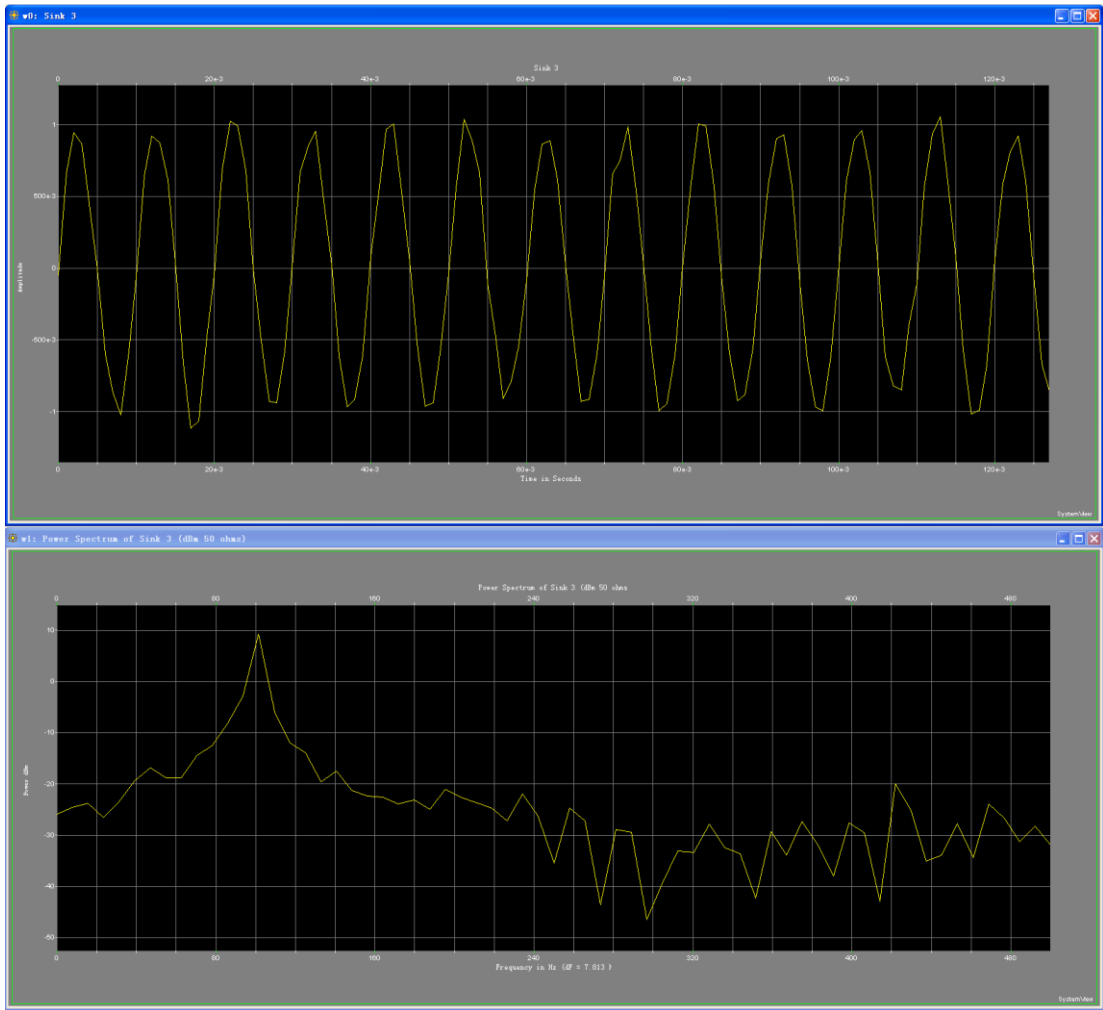 w0: Sink 3
Sink 3
0 20e-3 40e-3 60e-3 80e-3 100e-3 120e-3
1
500e-3
0
-500e-3
-1
Amplitude
0 20e-3 40e-3 60e-3 80e-3 100e-3 120e-3
Time in Seconds
SystemView
w1: Power Spectrum of Sink 3 (dBm 50 ohms)
Power Spectrum of Sink 3 (dBm 50 ohms
0 80 160 240 320 400 480
10
0
-10
-20
-30
-40
-50
Power dBm
0 80 160 240 320 400 480
Frequency in Hz (dF = 7.813 )
SystemView